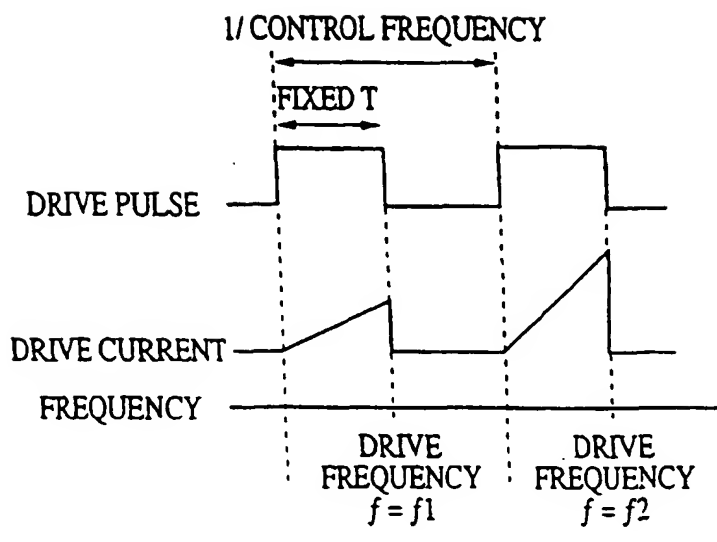 1/ CONTROL FREQUENCY
FIXED T
DRIVE PULSE
DRIVE CURRENT
FREQUENCY
DRIVE
FREQUENCY
f = f1
DRIVE
FREQUENCY
f = f2